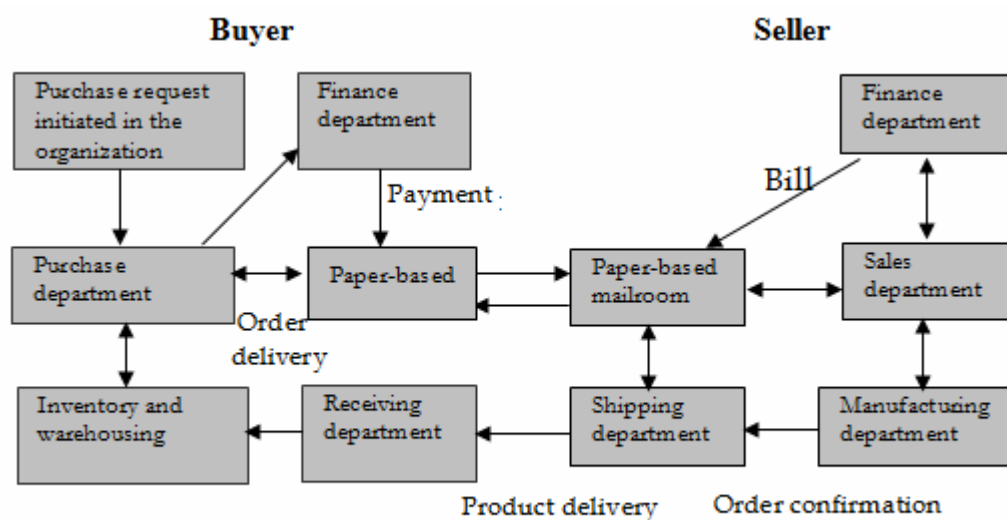 Buyer
Seller
Purchase request
initiated in the
organization
Finance
department
Finance
department
Payment :
Bill
Purchase
department
Paper-based
Paper-based
mailroom
Sales
department
Order
delivery
Inventory and
warehousing
Receiving
department
Shipping
department
Manufacturing
department
Product delivery
Order confirmation